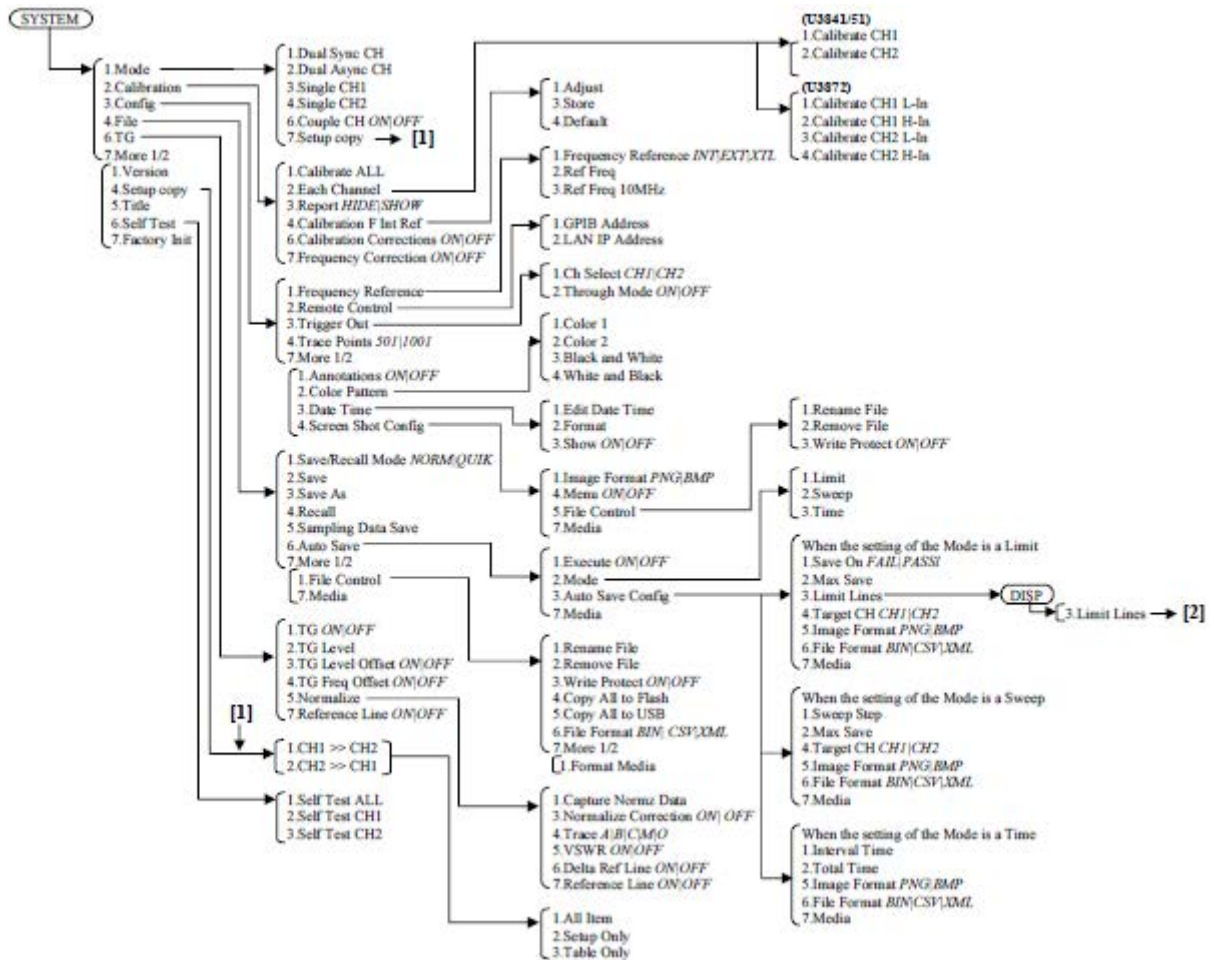 SYSTEM
1.Mode
2.Calibration
3.Config
4.File
6.TG
7.More 1/2
1.Version
4.Setup copy
5.Title
6.Self Test
7.Factory Init
1.Dual Sync CH
2.Dual Async CH
3.Single CH1
4.Single CH2
6.Couple CH ON|OFF
7.Setup copy [1]
1.Calibrate ALL
2.Each Channel
3.Report HIDE|SHOW
4.Calibration F Int Ref
6.Calibration Corrections ON|OFF
7.Frequency Correction ON|OFF
1.Frequency Reference
2.Remote Control
3.Trigger Out
4.Trace Points 501|1001
7.More 1/2
1.Annotations ON|OFF
2.Color Pattern
3.Date Time
4.Screen Shot Config
1.Save/Recall Mode NORM|QUIK
2.Save
3.Save As
4.Recall
5.Sampling Data Save
6.Auto Save
7.More 1/2
1.File Control
7.Media
1.TG ON|OFF
2.TG Level
3.TG Level Offset ON|OFF
4.TG Freq Offset ON|OFF
5.Normalize
7.Reference Line ON|OFF
[1]
1.CH1 >> CH2
2.CH2 >> CH1
1.Self Test ALL
2.Self Test CH1
3.Self Test CH2
1.Adjust
3.Store
4.Default
1.Frequency Reference INT|EXT|XTL
2.Ref Freq
3.Ref Freq 10MHz
1.GPIB Address
2.LAN IP Address
1.Ch Select CH1|CH2
2.Through Mode ON|OFF
1.Color 1
2.Color 2
3.Black and White
4.White and Black
1.Edit Date Time
2.Format
3.Show ON|OFF
1.Image Format PNG|BMP
4.Menu ON|OFF
5.File Control
7.Media
1.Execute ON|OFF
2.Mode
3.Auto Save Config
7.Media
1.Rename File
2.Remove File
3.Write Protect ON|OFF
4.Copy All to Flash
5.Copy All to USB
6.File Format BIN| CSV|XML
7.More 1/2
1.Format Media
1.Capture Normz Data
3.Normalize Correction ON| OFF
4.Trace A|B|C|M|O
5.VSWR ON|OFF
6.Delta Ref Line ON|OFF
7.Reference Line ON|OFF
1.All Item
2.Setup Only
3.Table Only
(U3841/51)
1.Calibrate CH1
2.Calibrate CH2
(U3872)
1.Calibrate CH1 L-In
2.Calibrate CH1 H-In
3.Calibrate CH2 L-In
4.Calibrate CH2 H-In
1.Rename File
2.Remove File
3.Write Protect ON|OFF
1.Limit
2.Sweep
3.Time
When the setting of the Mode is a Limit
1.Save On FAIL|PASSI
2.Max Save
3.Limit Lines
4.Target CH CH1|CH2
5.Image Format PNG|BMP
6.File Format BIN|CSV|XML
7.Media
DISP
3.Limit Lines [2]
When the setting of the Mode is a Sweep
1.Sweep Step
2.Max Save
4.Target CH CH1|CH2
5.Image Format PNG|BMP
6.File Format BIN|CSV|XML
7.Media
When the setting of the Mode is a Time
1.Interval Time
2.Total Time
5.Image Format PNG|BMP
6.File Format BIN|CSV|XML
7.Media